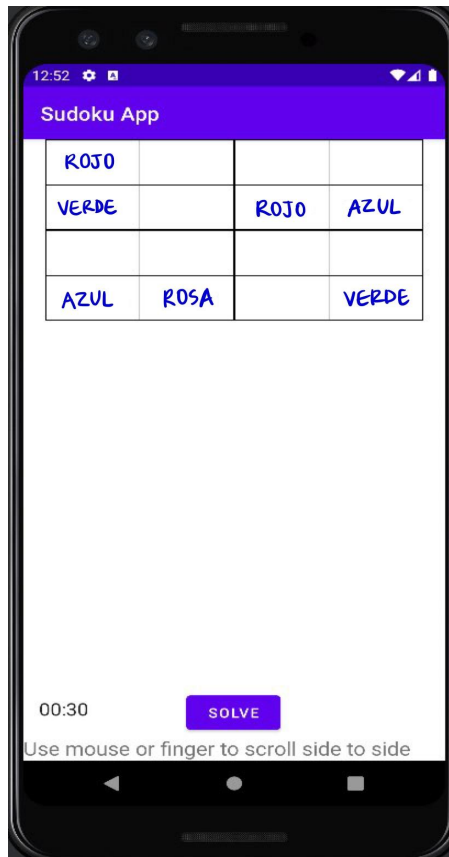 12:52
Sudoku App
ROJO
VERDE ROJO AZUL
AZUL ROSA VERDE
00:30 SOLVE
Use mouse or finger to scroll side to side